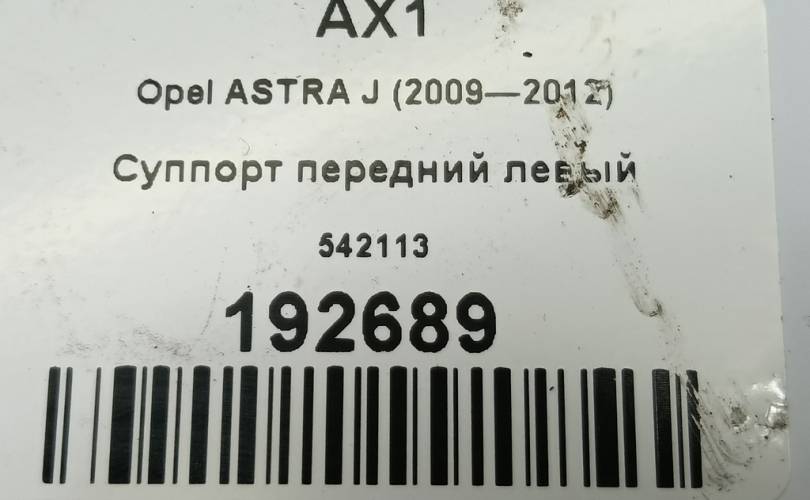 AX1
Opel ASTRA J (2009—2012)
Суппорт передний левый
542113
192689